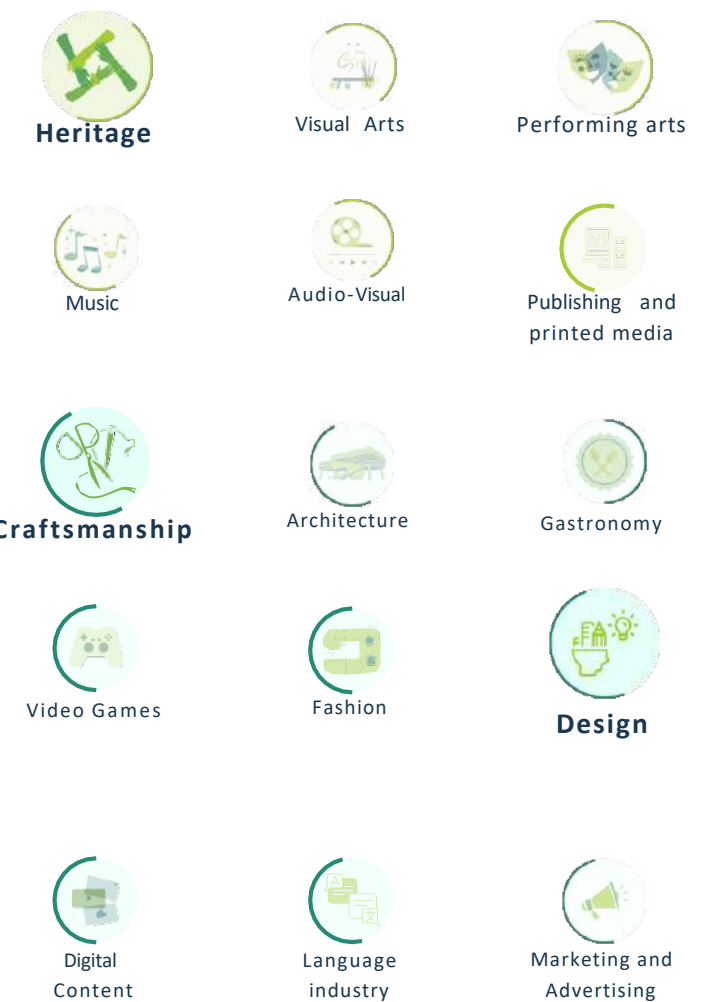 Heritage
Visual Arts
Performing arts
Music
Audio-Visual
Publishing and
printed media
Craftsmanship
Architecture
Gastronomy
Video Games
Fashion
Design
Digital
Content
Language
industry
Marketing and
Advertising